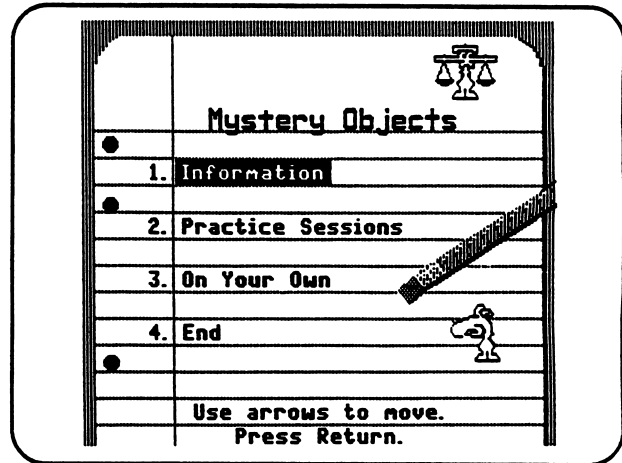 Mystery Objects
1. Information
2. Practice Sessions
3. On Your Own
4. End
Use arrows to move.
Press Return.